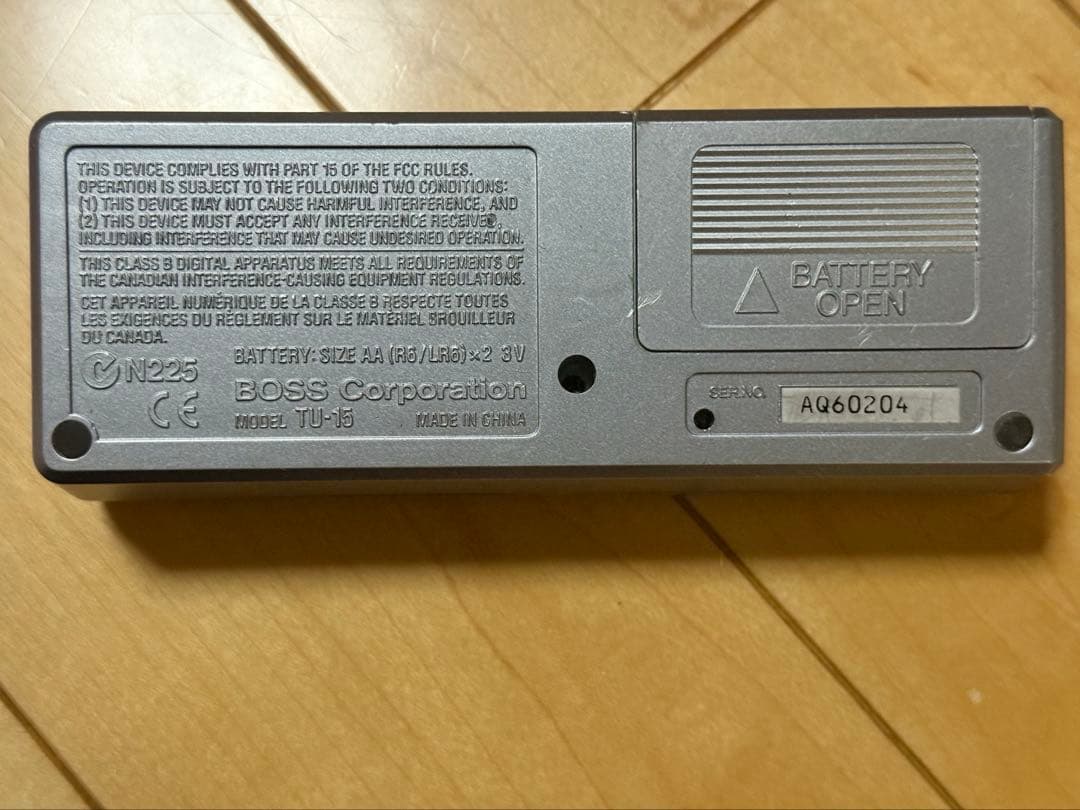 THIS DEVICE COMPLIES WITH PART 15 OF THE FCC RULES.
OPERATION IS SUBJECT TO THE FOLLOWING TWO CONDITIONS:
(1) THIS DEVICE MAY NOT CAUSE HARMFUL INTERFERENCE, AND
(2) THIS DEVICE MUST ACCEPT ANY INTERFERENCE RECEIVED,
INCLUDING INTERFERENCE THAT MAY CAUSE UNDESIRED OPERATION.
THIS CLASS B DIGITAL APPARATUS MEETS ALL REQUIREMENTS OF
THE CANADIAN INTERFERENCE-CAUSING EQUIPMENT REGULATIONS.
CET APPAREIL NUMÉRIQUE DE LA CLASSE B RESPECTE TOUTES
LES EXIGENCES DU RÈGLEMENT SUR LE MATÉRIEL BROUILLEUR
DU CANADA.
N225
CE
BATTERY: SIZE AA (R6/LR6)×2 3V
BOSS Corporation
MODEL TU-15 MADE IN CHINA
BATTERY
OPEN
SER.NO. AQ60204